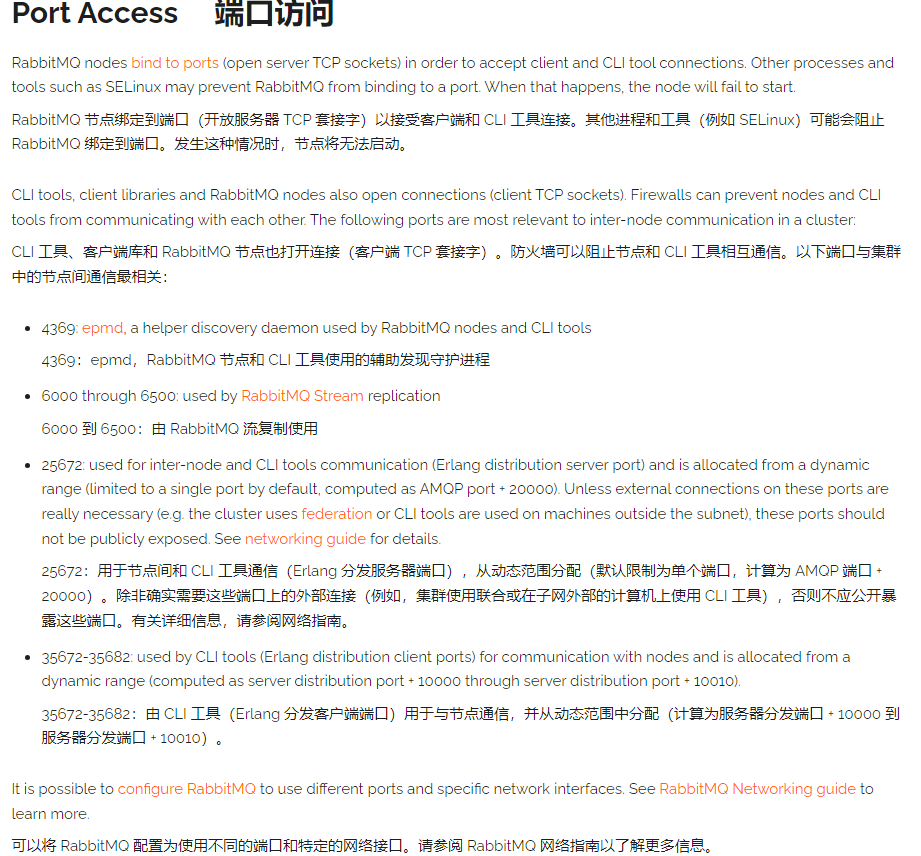 Port Access 端口访问
RabbitMQ nodes bind to ports (open server TCP sockets) in order to accept client and CLI tool connections. Other processes and
tools such as SELinux may prevent RabbitMQ from binding to a port. When that happens, the node will fail to start.
RabbitMQ 节点绑定到端口（开放服务器 TCP 套接字）以接受客户端和 CLI 工具连接。其他进程和工具（例如 SELinux）可能会阻止
RabbitMQ 绑定到端口。发生这种情况时，节点将无法启动。
CLI tools, client libraries and RabbitMQ nodes also open connections (client TCP sockets). Firewalls can prevent nodes and CLI
tools from communicating with each other. The following ports are most relevant to inter-node communication in a cluster:
CLI 工具、客户端库和 RabbitMQ 节点也打开连接（客户端 TCP 套接字）。防火墙可以阻止节点和 CLI 工具相互通信。以下端口与集群
中的节点间通信最相关：
• 4369: epmd, a helper discovery daemon used by RabbitMQ nodes and CLI tools
4369：epmd，RabbitMQ 节点和 CLI 工具使用的辅助发现守护进程
• 6000 through 6500: used by RabbitMQ Stream replication
6000 到 6500：由 RabbitMQ 流复制使用
• 25672: used for inter-node and CLI tools communication (Erlang distribution server port) and is allocated from a dynamic
range (limited to a single port by default, computed as AMQP port + 20000). Unless external connections on these ports are
really necessary (e.g. the cluster uses federation or CLI tools are used on machines outside the subnet), these ports should
not be publicly exposed. See networking guide for details.
25672：用于节点间和 CLI 工具通信（Erlang 分发服务器端口），从动态范围分配（默认限制为单个端口，计算为 AMQP 端口 +
20000）。除非确实需要这些端口上的外部连接（例如，集群使用联合或在子网外部的计算机上使用 CLI 工具），否则不应公开暴
露这些端口。有关详细信息，请参阅网络指南。
• 35672-35682: used by CLI tools (Erlang distribution client ports) for communication with nodes and is allocated from a
dynamic range (computed as server distribution port + 10000 through server distribution port + 10010).
35672-35682：由 CLI 工具（Erlang 分发客户端端口）用于与节点通信，并从动态范围中分配（计算为服务器分发端口 + 10000 到
服务器分发端口 + 10010）。
It is possible to configure RabbitMQ to use different ports and specific network interfaces. See RabbitMQ Networking guide to
learn more.
可以将 RabbitMQ 配置为使用不同的端口和特定的网络接口。请参阅 RabbitMQ 网络指南以了解更多信息。